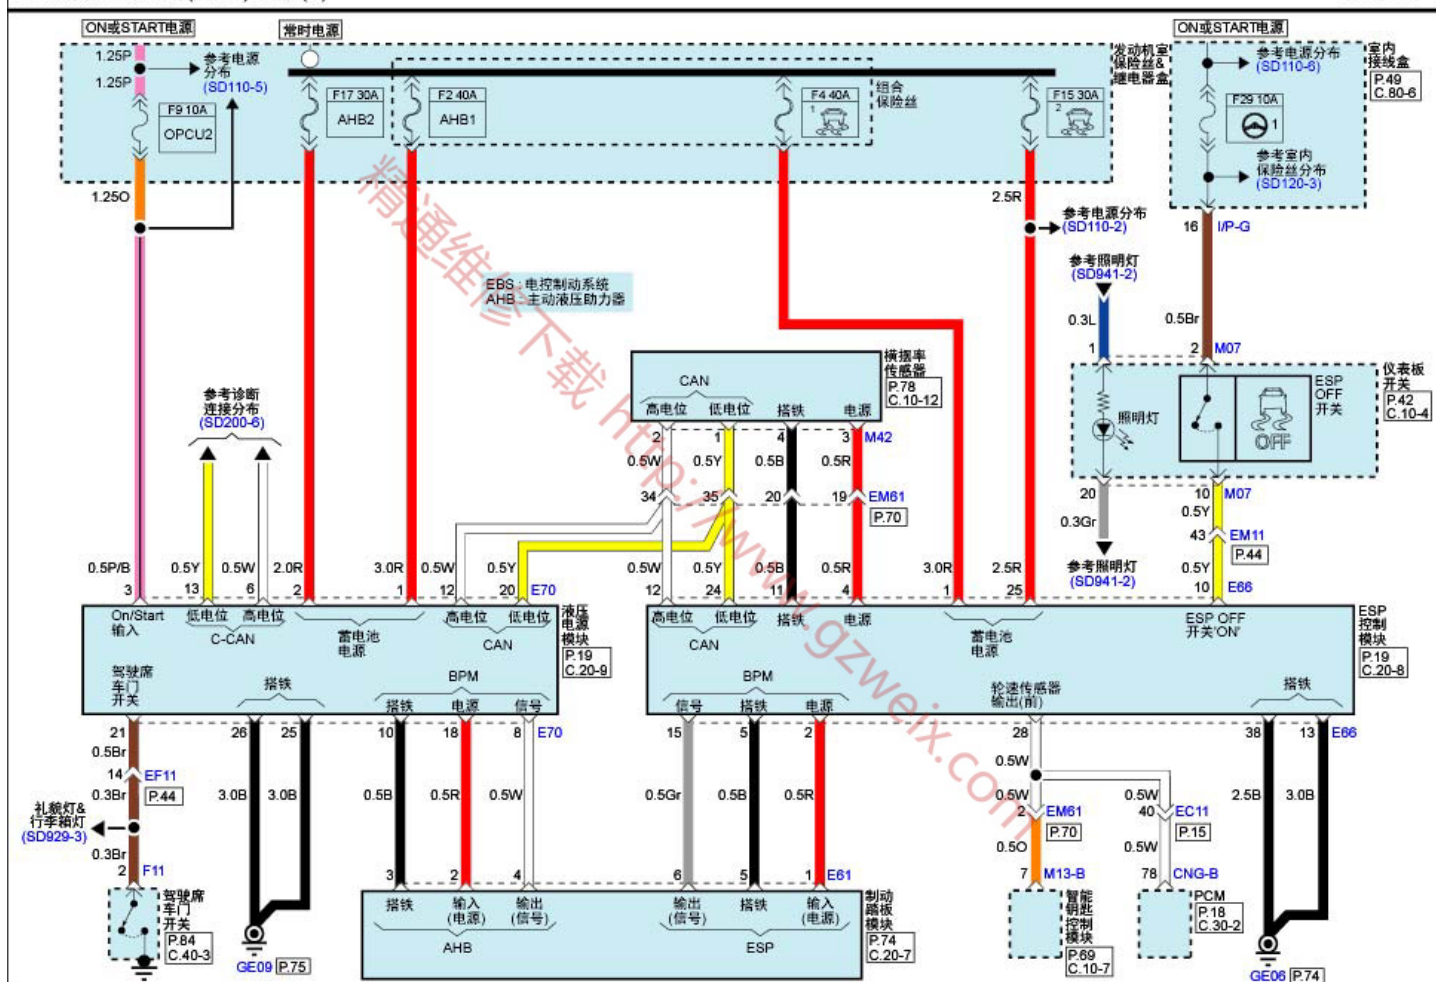 ON或START电源
常时电源
ON或START电源
1.25P
1.25P
参考电源
分布
(SD110-5)
F9 10A
OPCU2
F17 30A
AHB2
F2 40A
AHB1
F4 40A
1
组合
保险丝
F15 30A
2
发动机室
保险丝&
继电器盒
参考电源分布
(SD110-6)
F29 10A
1
参考室内
保险丝分布
(SD120-3)
室内
接线盒
P.49
C.80-6
1.25O
2.5R
参考电源分布
(SD110-2)
16 I/P-G
参考照明灯
(SD941-2)
EBS : 电控制动系统
AHB : 主动液压助力器
0.3L
0.5Br
1
2 M07
横摆率
传感器
P.78
C.10-12
CAN
高电位 低电位 搭铁 电源
2 1 4 3 M42
0.5W 0.5Y 0.5B 0.5R
34 35 20 19 EM61
P.70
仪表板
开关
P.42
C.10-4
照明灯
ESP
OFF
开关
OFF
20
10 M07
0.3Gr
0.5Y
43 EM11
P.44
参考照明灯
(SD941-2)
0.5Y
10 E66
参考诊断
连接分布
(SD200-6)
0.5P/B 0.5Y 0.5W 2.0R 3.0R 0.5W 0.5Y 0.5W 0.5Y 0.5B 0.5R 3.0R 2.5R
3 13 6 2 1 12 20 E70
12 24 11 4 1 25
On/Start
输入
低电位 高电位
C-CAN
蓄电池
电源
高电位 低电位
CAN
液压
电源
模块
P.19
C.20-9
驾驶席
车门
开关
搭铁
BPM
搭铁 电源 信号
高电位 低电位 搭铁 电源
CAN
蓄电池
电源
ESP OFF
开关'ON'
ESP
控制
模块
P.19
C.20-8
BPM
信号 搭铁 电源
轮速传感器
输出(前)
搭铁
21 26 25 10 18 8 E70
15 5 2 28 38 13 E66
0.5Br
14 EF11
P.44
0.3Br
礼貌灯&
行李箱灯
(SD929-3)
0.3Br
2 F11
驾驶席
车门
开关
P.84
C.40-3
3.0B 3.0B
GE09 P.75
0.5B 0.5R 0.5W
0.5Gr 0.5B 0.5R
3 2 4
6 5 1 E61
搭铁
输入
(电源)
输出
(信号)
AHB
输出
(信号)
搭铁
输入
(电源)
ESP
制动
踏板
模块
P.74
C.20-7
0.5W
0.5W
2 EM61
P.70
0.5O
7 M13-B
智能
钥匙
控制
模块
P.69
C.10-7
0.5W
40 EC11
P.15
0.5W
78 CNG-B
PCM
P.18
C.30-2
2.5B 3.0B
GE06 P.74
精通维修下载 http://www.gzweix.com